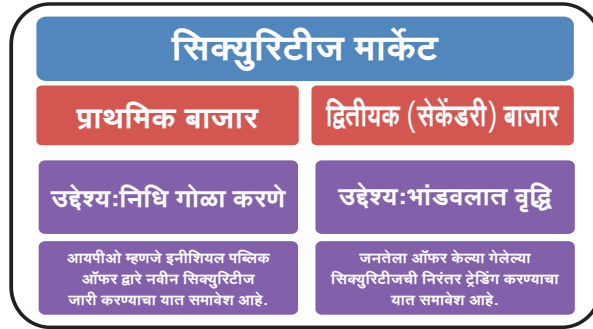 सिक्युरिटीज मार्केट
प्राथमिक बाजार
द्वितीयक (सेकेंडरी) बाजार
उद्देश्य:निधि गोळा करणे
उद्देश्य:भांडवलात वृद्धि
आयपीओ म्हणजे इनीशियल पब्लिक
ऑफर द्वारे नवीन सिक्युरिटीज
जारी करण्याचा यात समावेश आहे.
जनतेला ऑफर केल्या गेलेल्या
सिक्युरिटीजची निरंतर ट्रेडिंग करण्याचा
यात समावेश आहे.